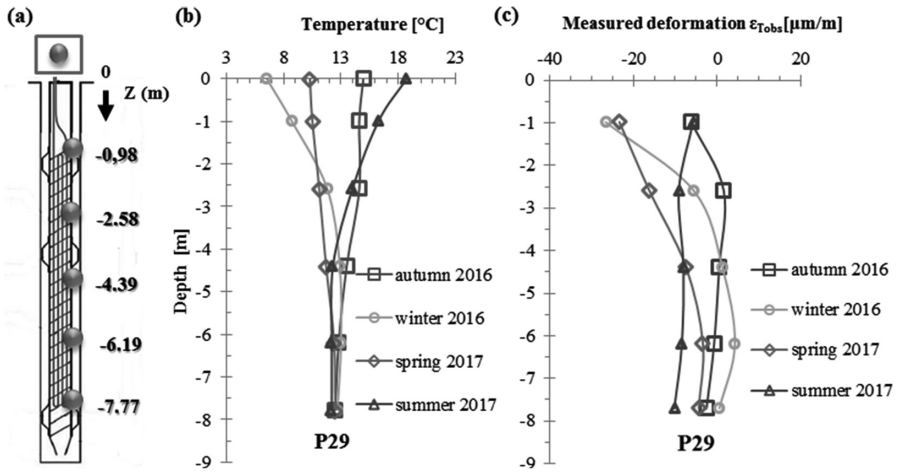 (a)
0
Z (m)
-0,98
-2.58
-4.39
-6.19
-7.77
(b)
Temperature [°C]
3 8 13 18 23
0
-1
-2
-3
-4
-5
-6
-7
-8
-9
Depth [m]
autumn 2016
winter 2016
spring 2017
summer 2017
P29
(c)
Measured deformation εTobs[µm/m]
-40 -20 0 20
0
-1
-2
-3
-4
-5
-6
-7
-8
-9
autumn 2016
winter 2016
spring 2017
summer 2017
P29